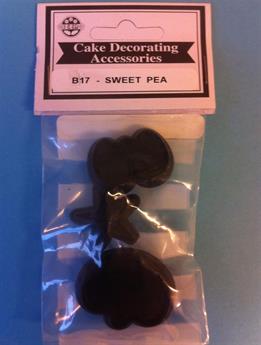 Cake Decorating
Accessories
B17 - SWEET PEA